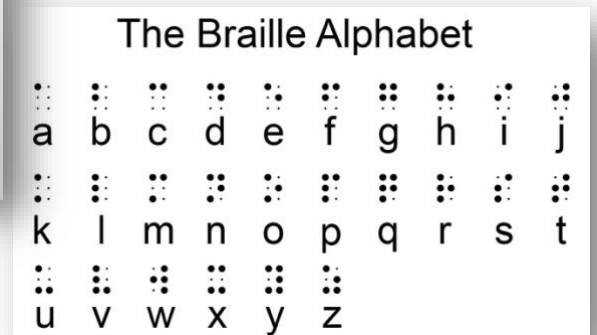 The Braille Alphabet
⠁ ⠃ ⠉ ⠙ ⠑ ⠋ ⠛ ⠓ ⠊ ⠚
a b c d e f g h i j
⠅ ⠇ ⠍ ⠝ ⠕ ⠏ ⠟ ⠗ ⠎ ⠞
k l m n o p q r s t
⠥ ⠧ ⠺ ⠭ ⠽ ⠵
u v w x y z